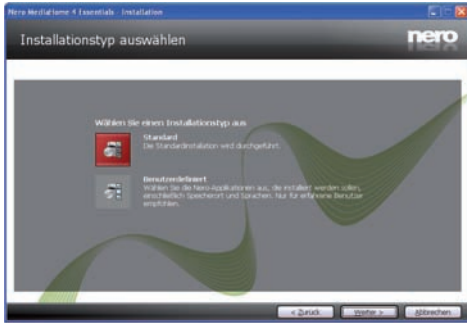 Nero MediaHome 4 Essentials - Installation
Installationstyp auswählen
nero
Wählen Sie einen Installationstyp aus
Standard
Die Standardinstallation wird durchgeführt.
Benutzerdefiniert
Wählen Sie die Nero-Applikationen aus, die installiert werden sollen,
einschließlich Speicherort und Sprachen. Nur für erfahrene Benutzer
empfohlen.
< Zurück
Weiter >
Abbrechen